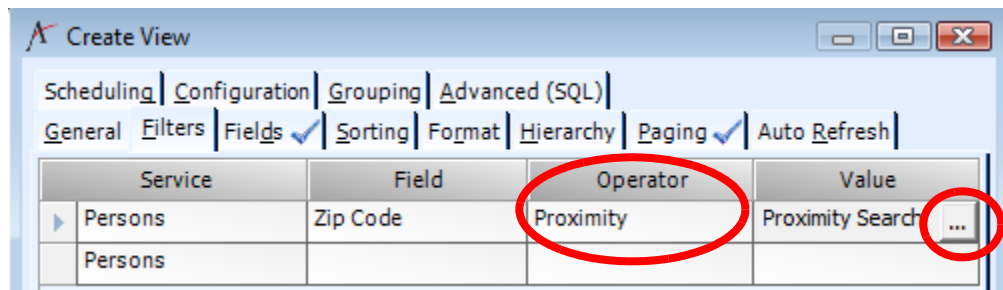 Create View
Scheduling Configuration Grouping Advanced (SQL)
General Filters Fields Sorting Format Hierarchy Paging Auto Refresh
Service Field Operator Value
Persons Zip Code Proximity Proximity Search ...
Persons